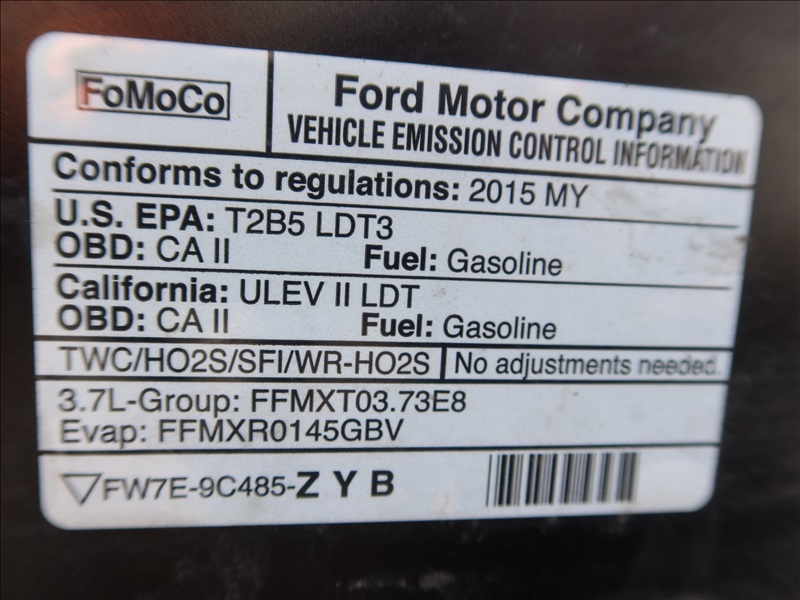 FoMoCo
Ford Motor Company
VEHICLE EMISSION CONTROL INFORMATION
Conforms to regulations: 2015 MY
U.S. EPA: T2B5 LDT3
OBD: CA II Fuel: Gasoline
California: ULEV II LDT
OBD: CA II Fuel: Gasoline
TWC/HO2S/SFI/WR-HO2S No adjustments needed.
3.7L-Group: FFMXT03.73E8
Evap: FFMXR0145GBV
FW7E-9C485-Z Y B